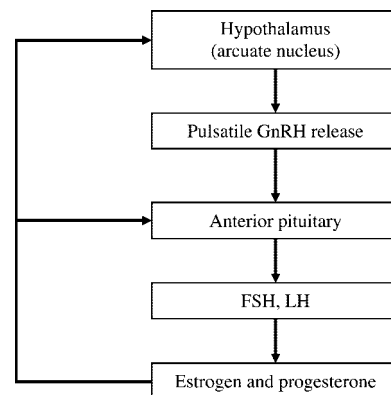 Hypothalamus
(arcuate nucleus)
Pulsatile GnRH release
Anterior pituitary
FSH, LH
Estrogen and progesterone